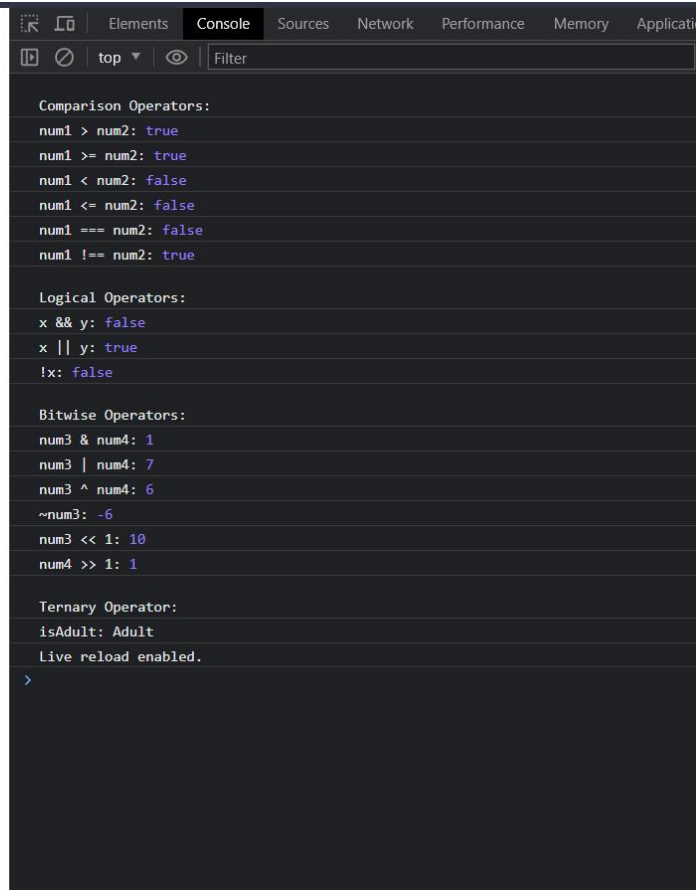 Elements Console Sources Network Performance Memory Applicati
top Filter
Comparison Operators:
num1 > num2: true
num1 >= num2: true
num1 < num2: false
num1 <= num2: false
num1 === num2: false
num1 !== num2: true
Logical Operators:
x && y: false
x || y: true
!x: false
Bitwise Operators:
num3 & num4: 1
num3 | num4: 7
num3 ^ num4: 6
~num3: -6
num3 << 1: 10
num4 >> 1: 1
Ternary Operator:
isAdult: Adult
Live reload enabled.
>